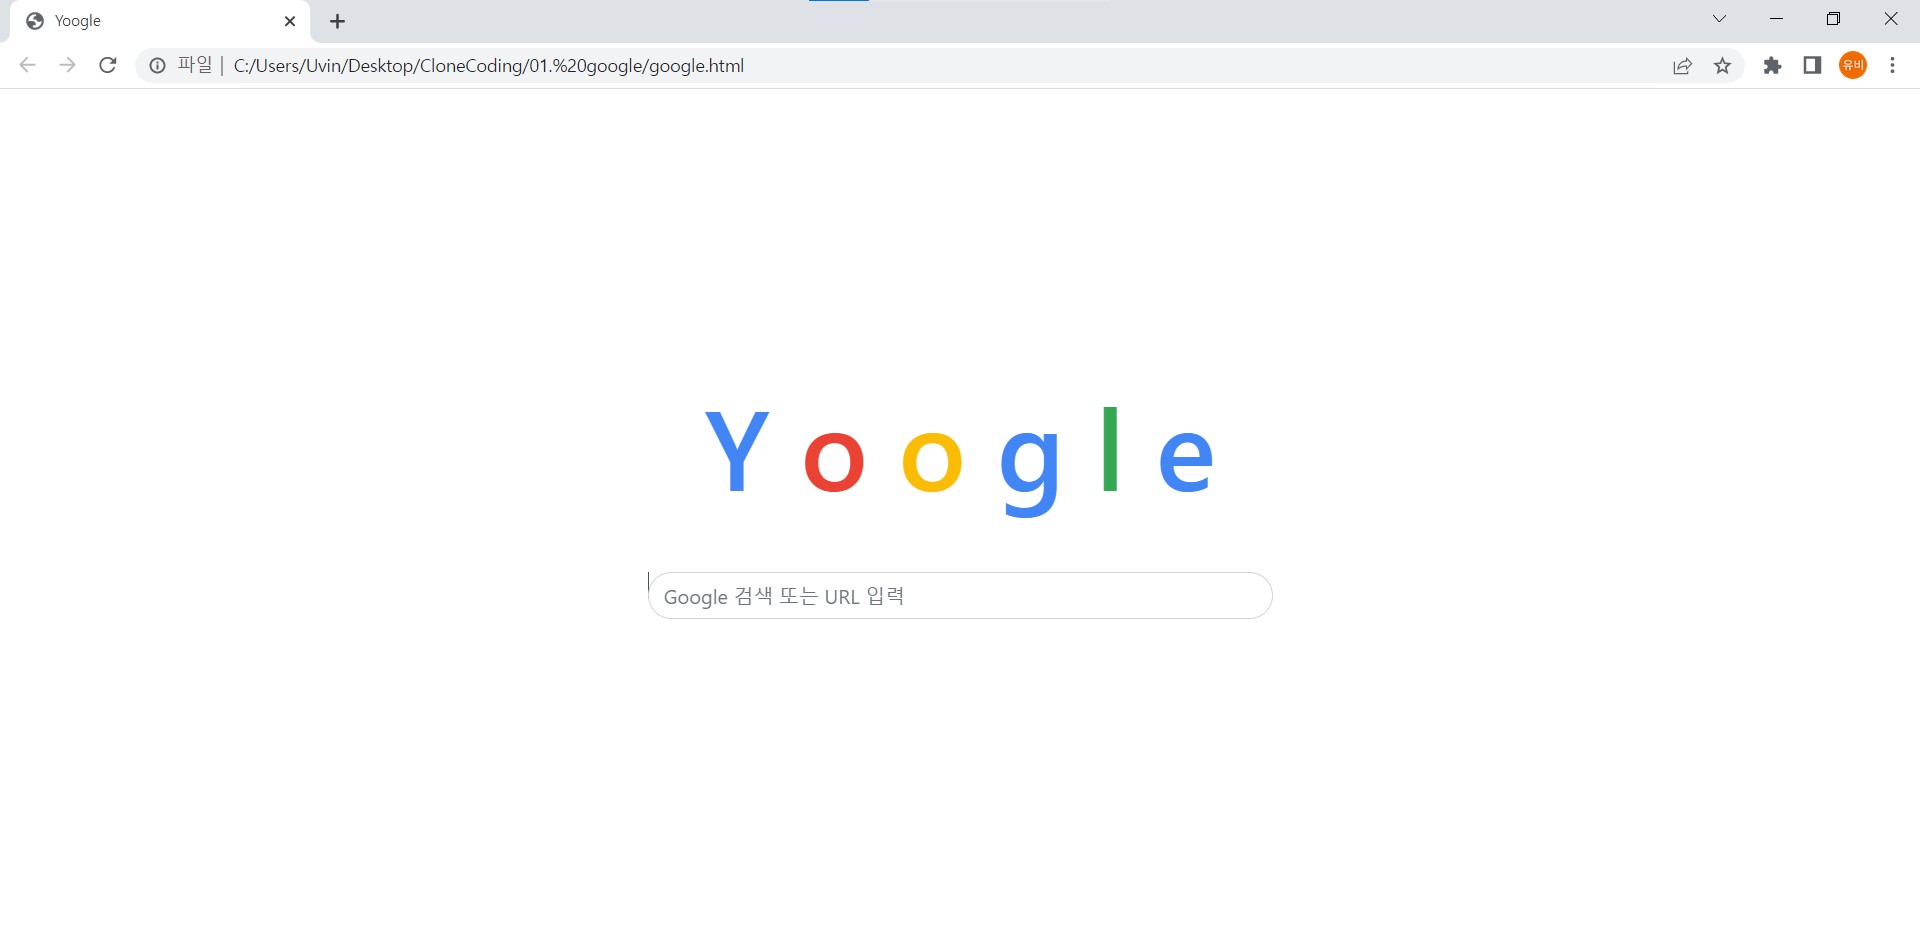 Yoogle
파일 | C:/Users/Uvin/Desktop/CloneCoding/01.%20google/google.html
유비
Yoogle
Google 검색 또는 URL 입력